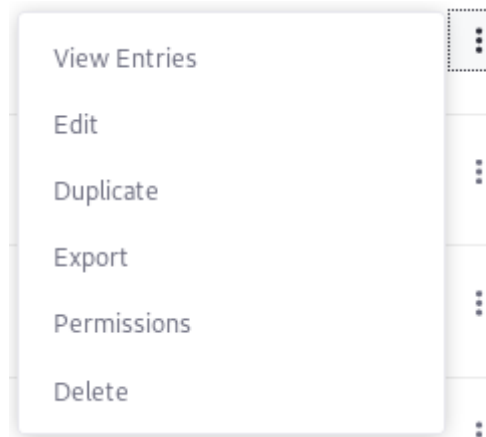 View Entries
Edit
Duplicate
Export
Permissions
Delete